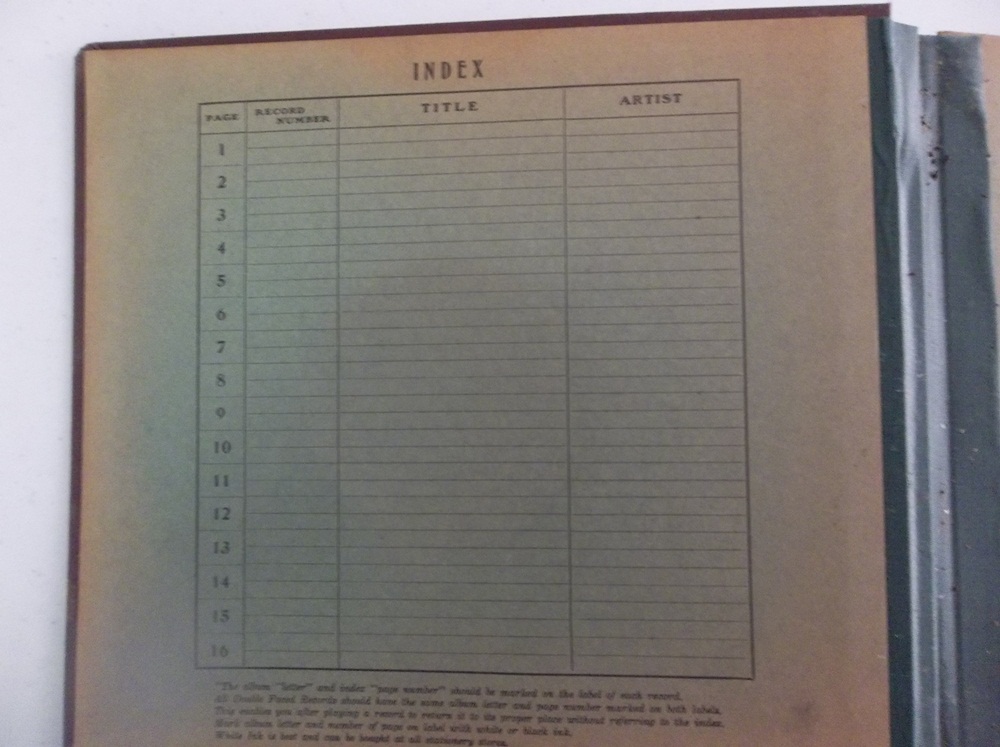 INDEX
PAGE RECORD NUMBER TITLE ARTIST
1
2
3
4
5
6
7
8
9
10
11
12
13
14
15
16
"The album "letter" and index "page number" should be marked on the label of each record.
All Double Faced Records should have the same album letter and page number marked on both labels.
This enables you after playing a record to return it to its proper place without referring to the index.
Mark album letter and number of page on label with white or black ink.
White Ink is best and can be bought at all stationery stores.